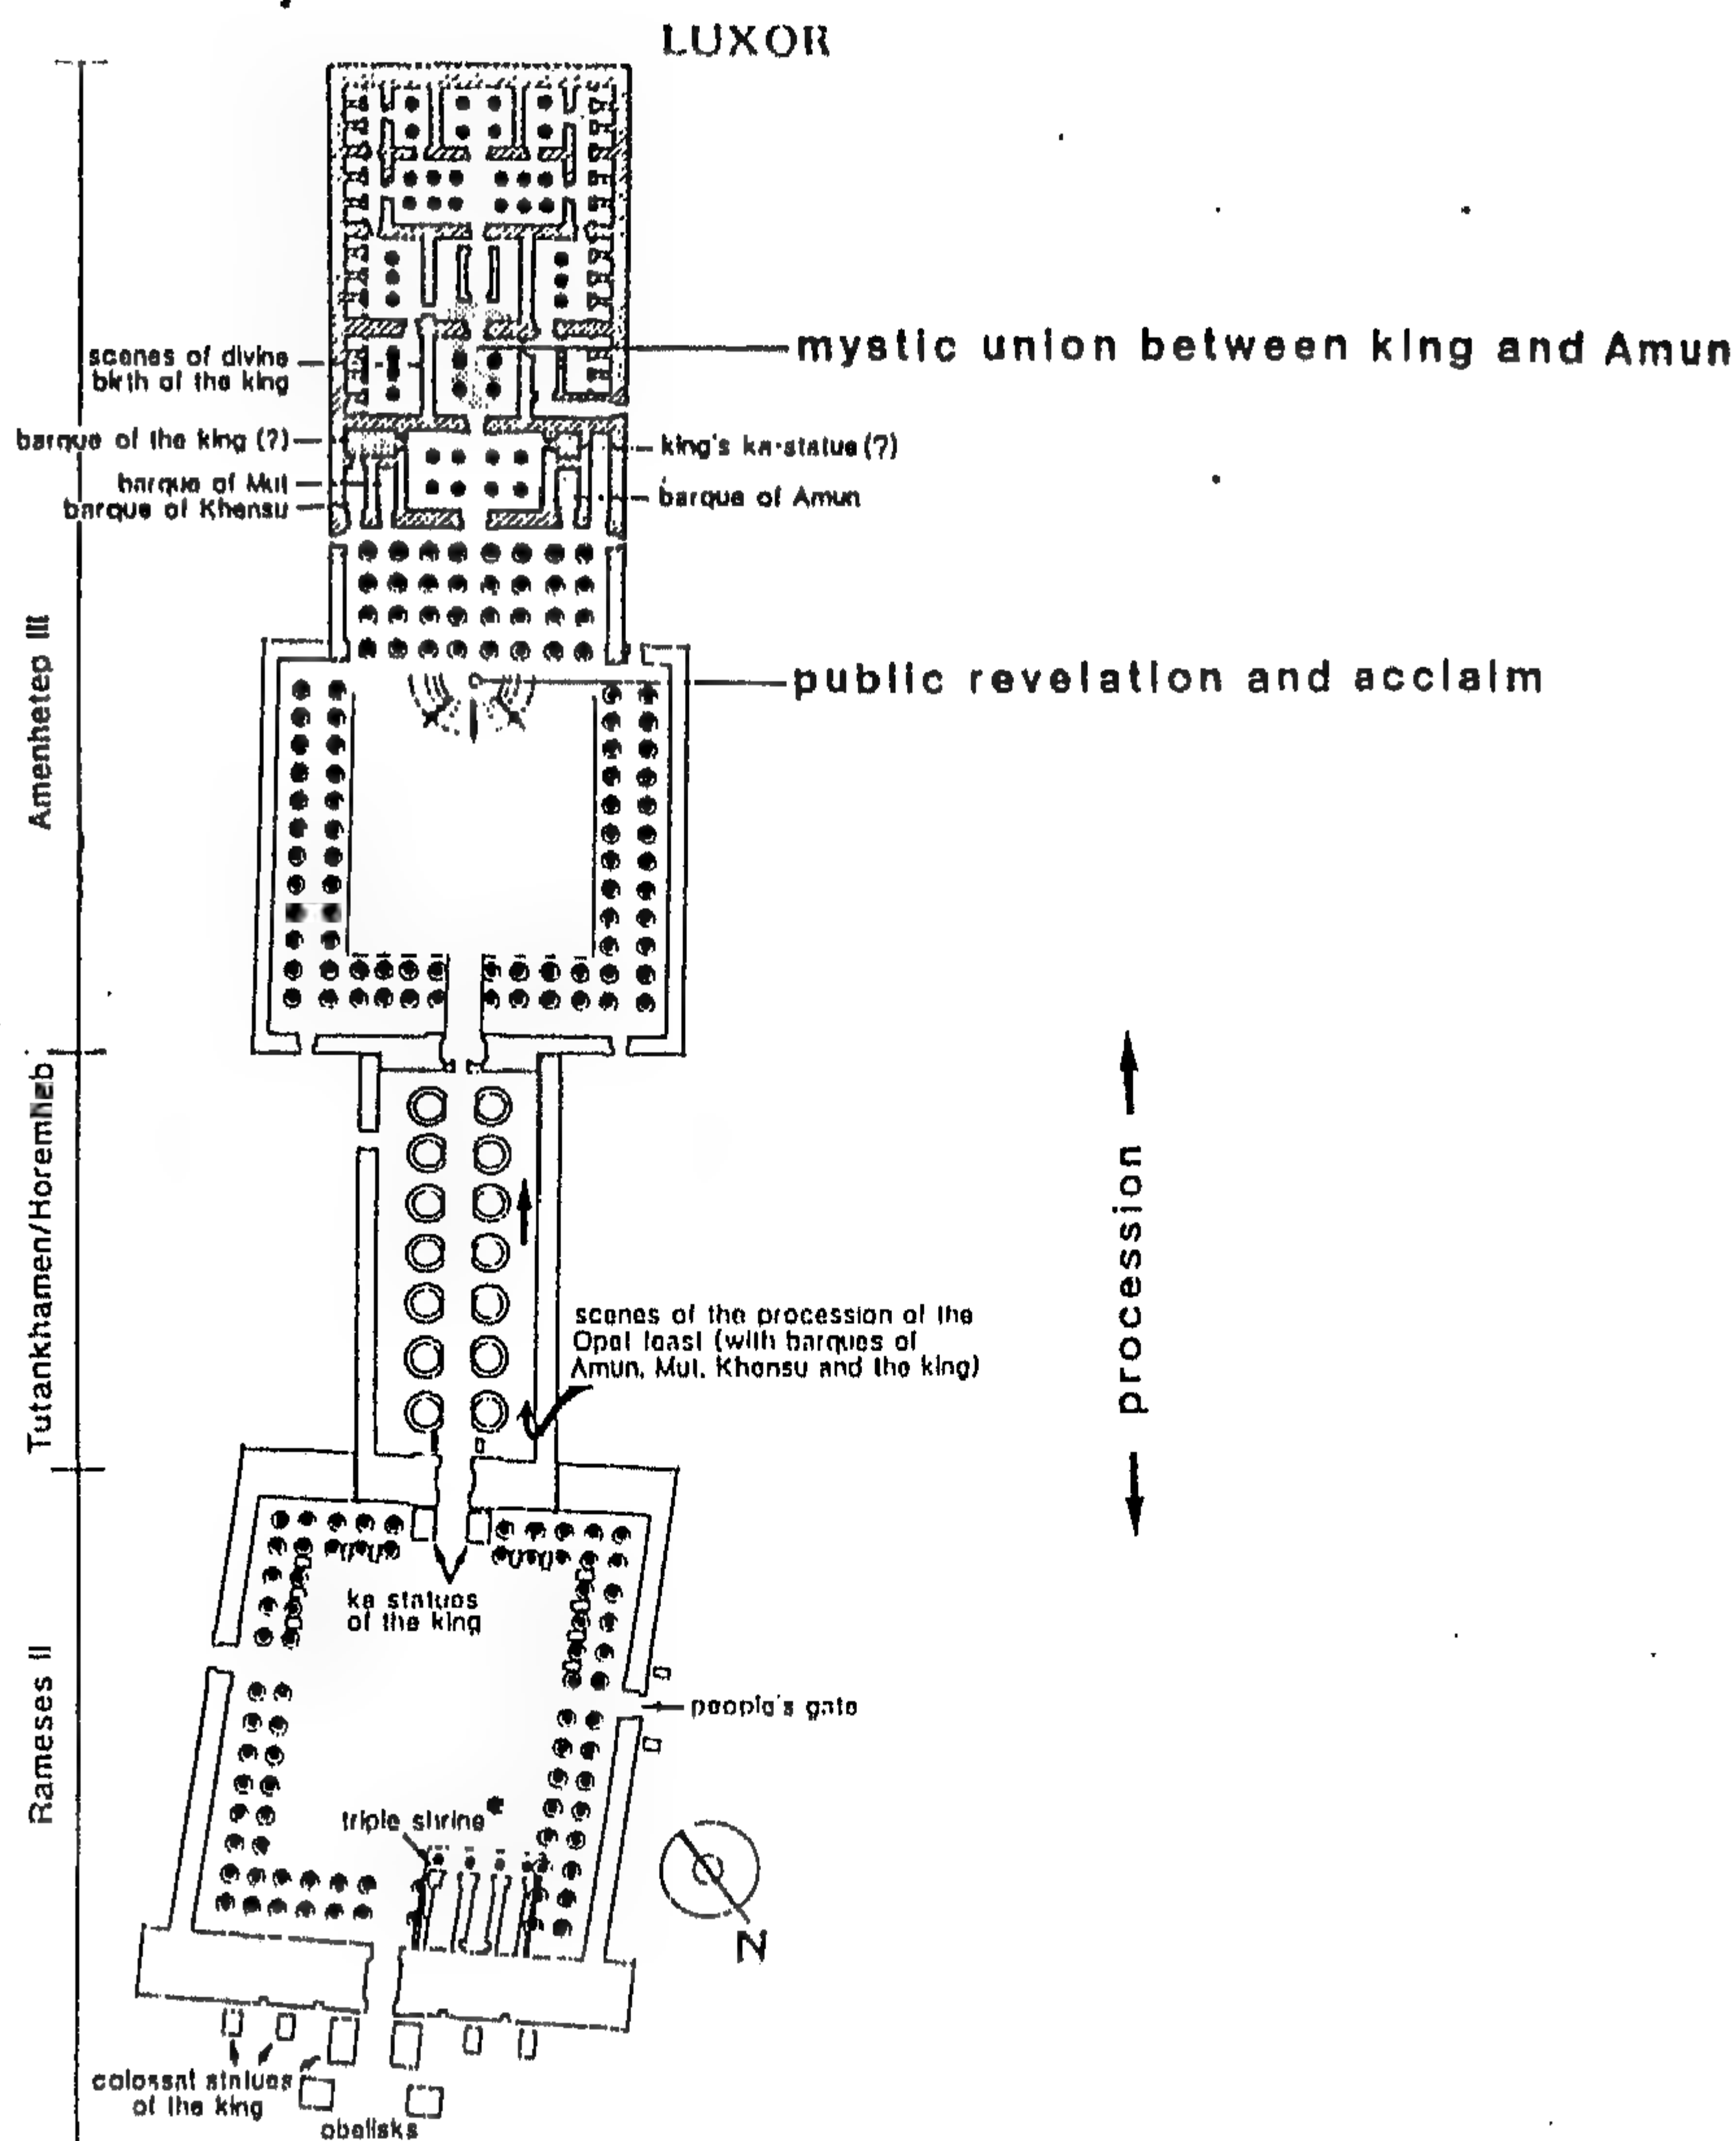 LUXOR
scenes of divine
birth of the king
mystic union between king and Amun
barque of the king (?)
king's ka-statue (?)
barque of Mut
barque of Khensu
barque of Amun
public revelation and acclaim
Amenhetep III
Tutankhamen/Horemheb
procession
scenes of the procession of the
Opet feast (with barques of
Amun, Mut, Khonsu and the king)
ka statues
of the king
people's gate
Rameses II
triple shrine
N
colossal statues
of the king
obelisks